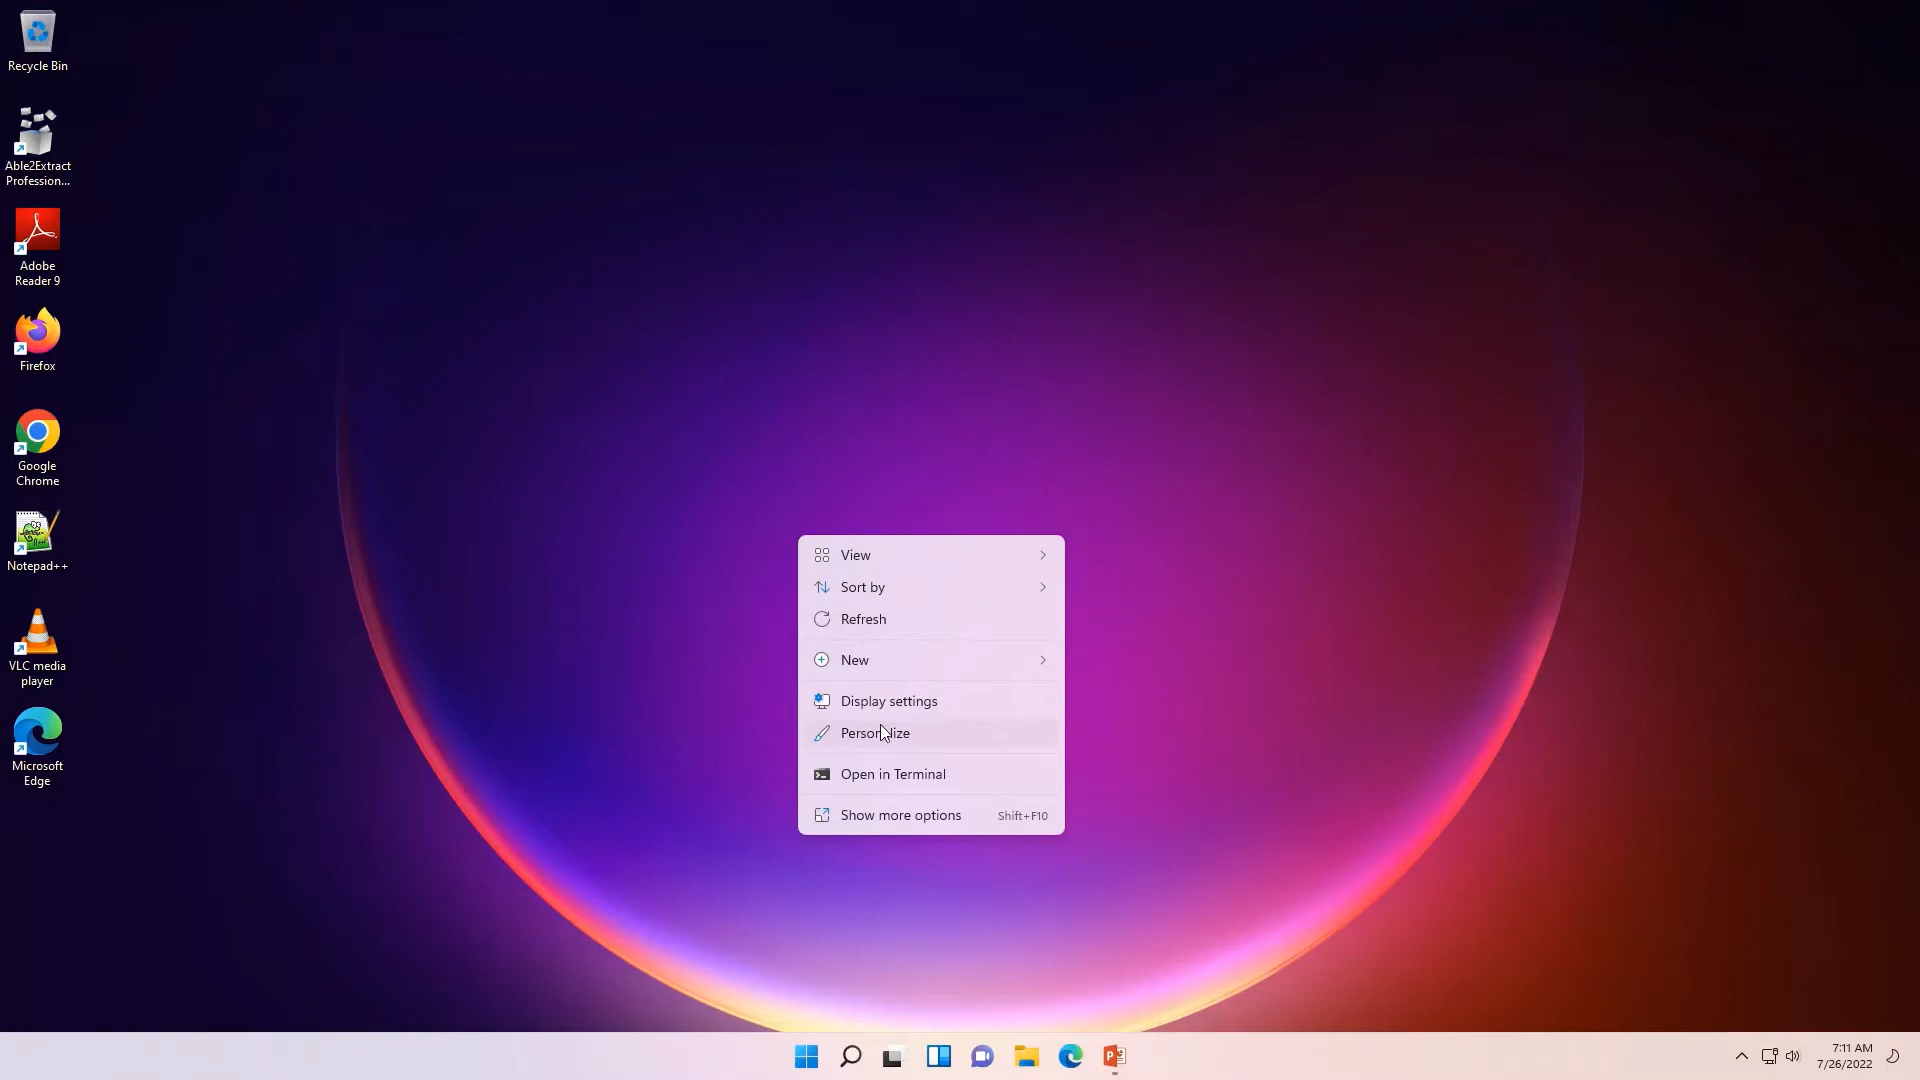 Recycle Bin
Able2Extract
Profession...
Adobe
Reader 9
Firefox
Google
Chrome
Notepad++
VLC media
player
Microsoft
Edge
View
Sort by
Refresh
New
Display settings
Personalize
Open in Terminal
Show more options Shift+F10
7:11 AM
7/26/2022